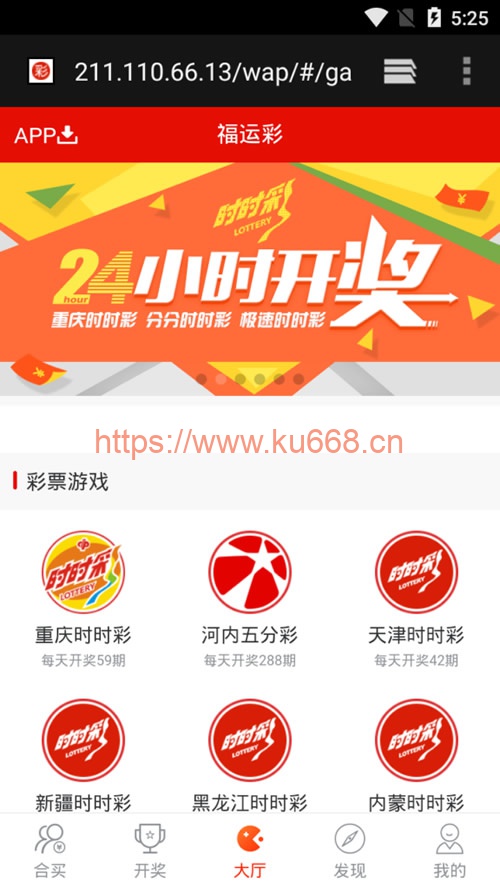 5:25
彩
211.110.66.13/wap/#/ga
APP
福运彩
时时彩
LOTTERY
24小时开奖
hour
重庆时时彩 分分时时彩 极速时时彩
¥
¥
https://www.ku668.cn
彩票游戏
时时彩
LOTTERY
时时彩
LOTTERY
重庆时时彩
河内五分彩
天津时时彩
每天开奖59期
每天开奖288期
每天开奖42期
时时彩
LOTTERY
时时彩
LOTTERY
时时彩
LOTTERY
新疆时时彩
黑龙江时时彩
内蒙时时彩
合买
开奖
大厅
发现
我的